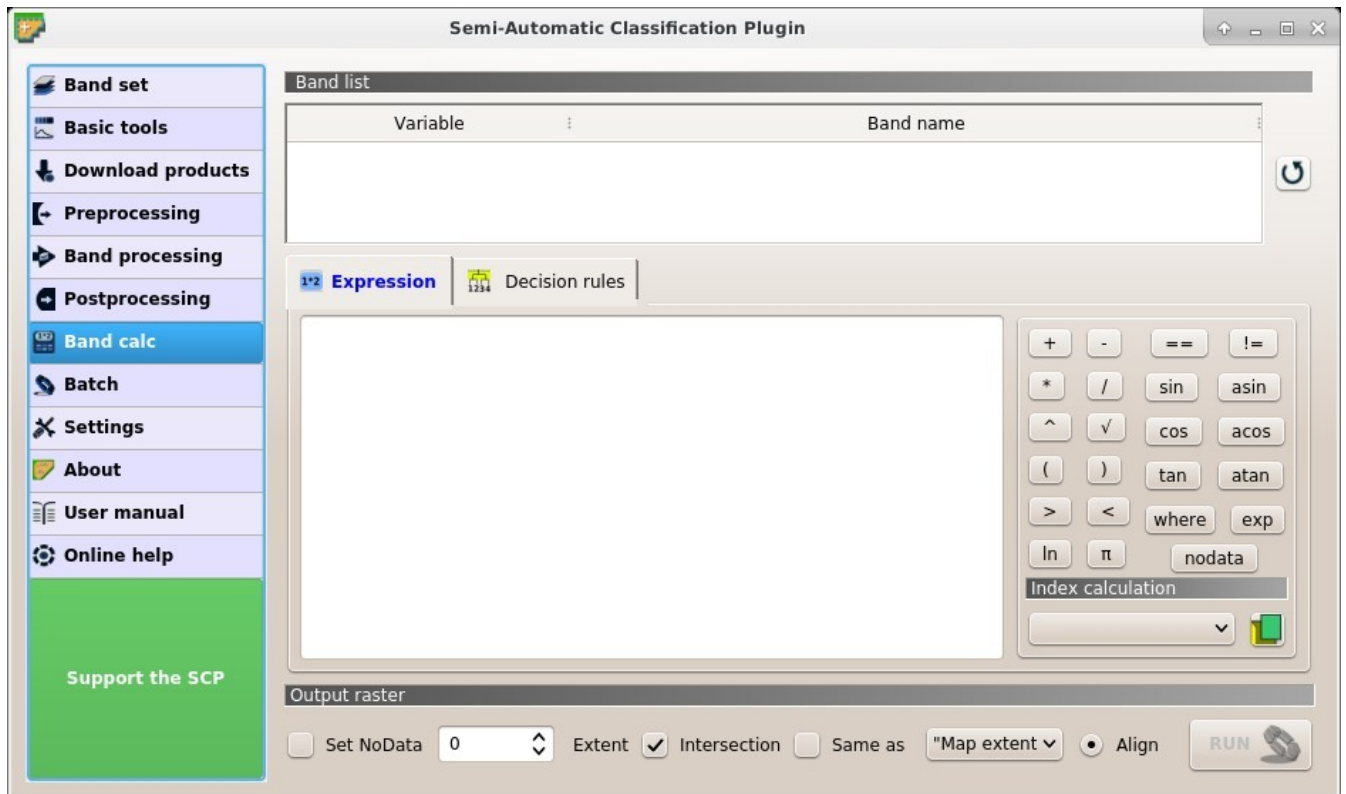 Semi-Automatic Classification Plugin
Band set
Basic tools
Download products
Preprocessing
Band processing
Postprocessing
Band calc
Batch
Settings
About
User manual
Online help
Support the SCP
Band list
Variable Band name
1*2 Expression 1234 Decision rules
+ - == !=
* / sin asin
^ √ cos acos
( ) tan atan
> < where exp
ln π nodata
Index calculation
Output raster
Set NoData 0 Extent Intersection Same as "Map extent Align RUN